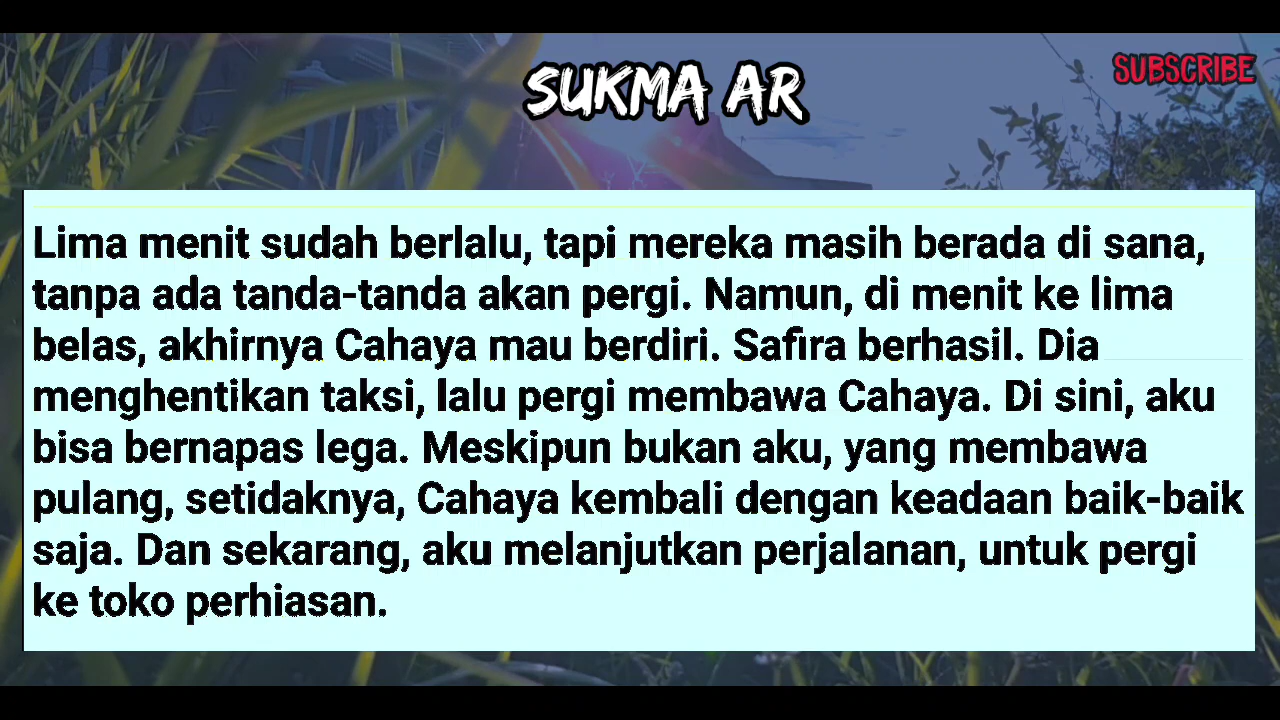 SUKMA AR
SUBSCRIBE
Lima menit sudah berlalu, tapi mereka masih berada di sana,
tanpa ada tanda-tanda akan pergi. Namun, di menit ke lima
belas, akhirnya Cahaya mau berdiri. Safira berhasil. Dia
menghentikan taksi, lalu pergi membawa Cahaya. Di sini, aku
bisa bernapas lega. Meskipun bukan aku, yang membawa
pulang, setidaknya, Cahaya kembali dengan keadaan baik-baik
saja. Dan sekarang, aku melanjutkan perjalanan, untuk pergi
ke toko perhiasan.